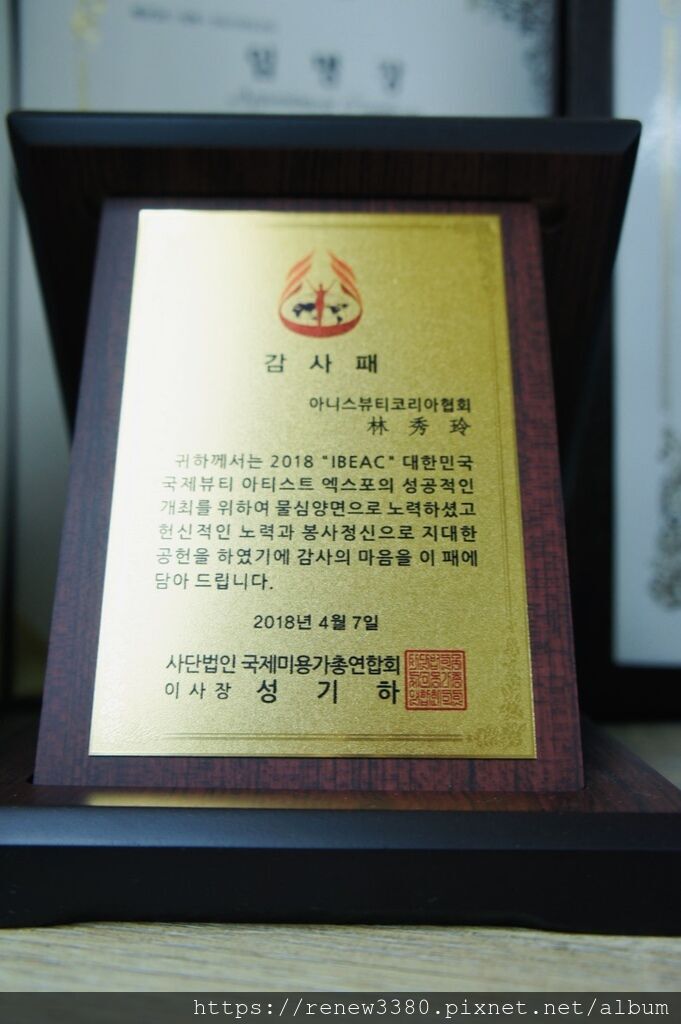 감 사 패
아니스뷰티코리아협회
林 秀 玲
귀하께서는 2018 "IBEAC" 대한민국
국제뷰티 아티스트 엑스포의 성공적인
개최를 위하여 물심양면으로 노력하셨고
헌신적인 노력과 봉사정신으로 지대한
공헌을 하였기에 감사의 마음을 이 패에
담아 드립니다.
2018년 4월 7일
사단법인 국제미용가총연합회
이 사 장 성 기 하
https://renew3380.pixnet.net/album